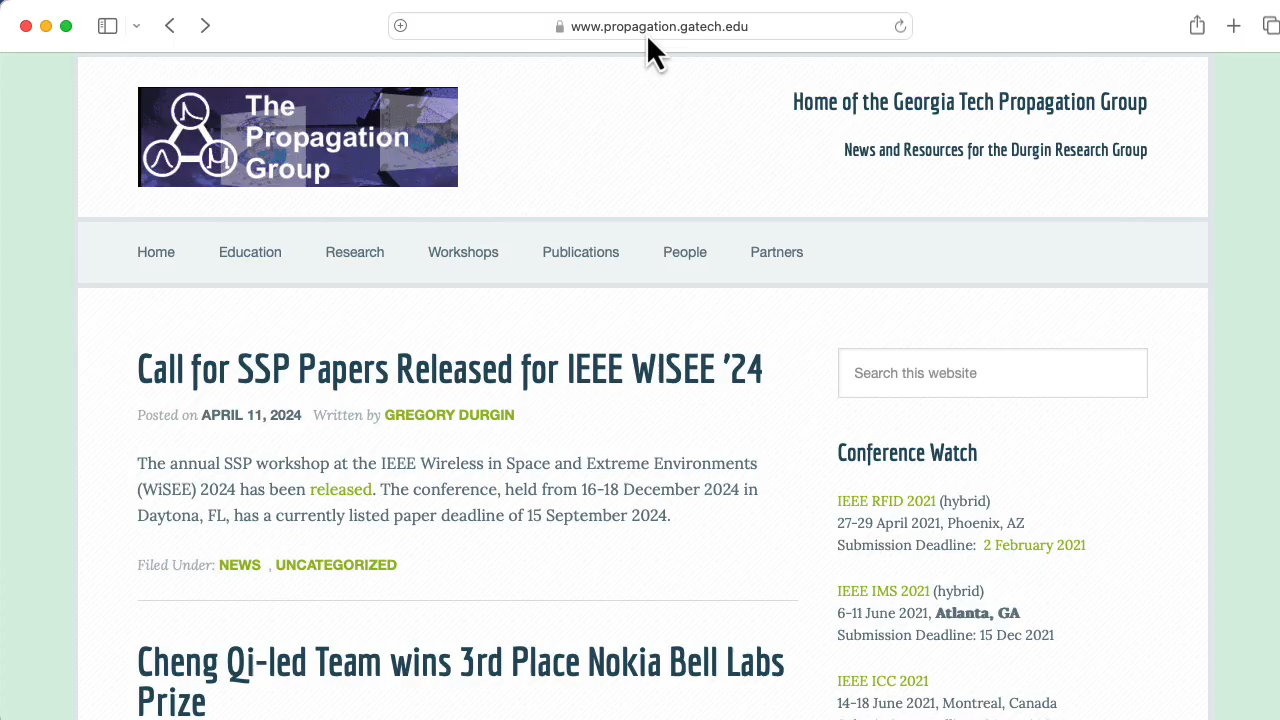 www.propagation.gatech.edu
The
Propagation
Group
Home of the Georgia Tech Propagation Group
News and Resources for the Durgin Research Group
Home Education Research Workshops Publications People Partners
Call for SSP Papers Released for IEEE WISEE '24
Posted on APRIL 11, 2024 Written by GREGORY DURGIN
The annual SSP workshop at the IEEE Wireless in Space and Extreme Environments
(WiSEE) 2024 has been released. The conference, held from 16-18 December 2024 in
Daytona, FL, has a currently listed paper deadline of 15 September 2024.
Filed Under: NEWS , UNCATEGORIZED
Cheng Qi-led Team wins 3rd Place Nokia Bell Labs
Prize
Search this website
Conference Watch
IEEE RFID 2021 (hybrid)
27-29 April 2021, Phoenix, AZ
Submission Deadline: 2 February 2021
IEEE IMS 2021 (hybrid)
6-11 June 2021, Atlanta, GA
Submission Deadline: 15 Dec 2021
IEEE ICC 2021
14-18 June 2021, Montreal, Canada